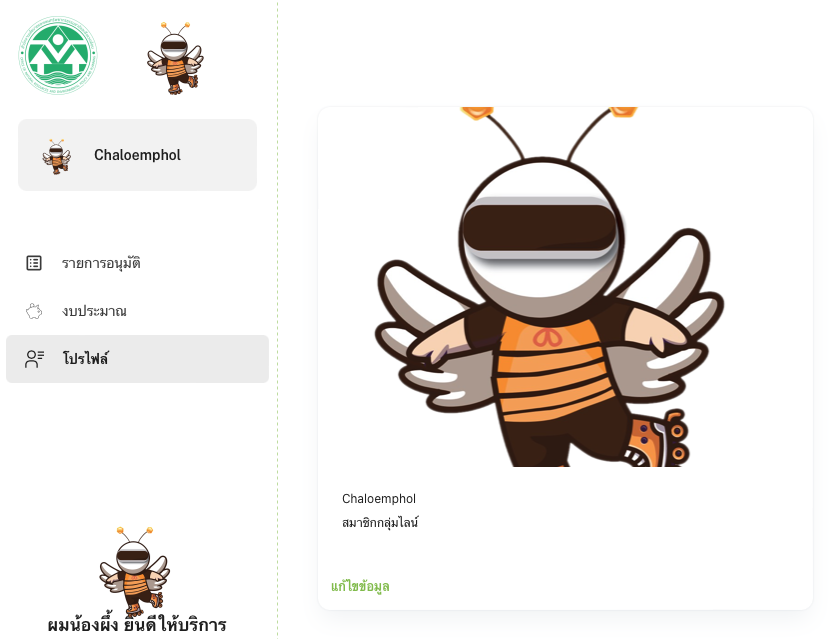 Chaloemphol
รายการอนุมัติ
งบประมาณ
โปรไฟล์
ผมน้องผึ้ง ยินดีให้บริการ
Chaloemphol
สมาชิกกลุ่มไลน์
แก้ไขข้อมูล